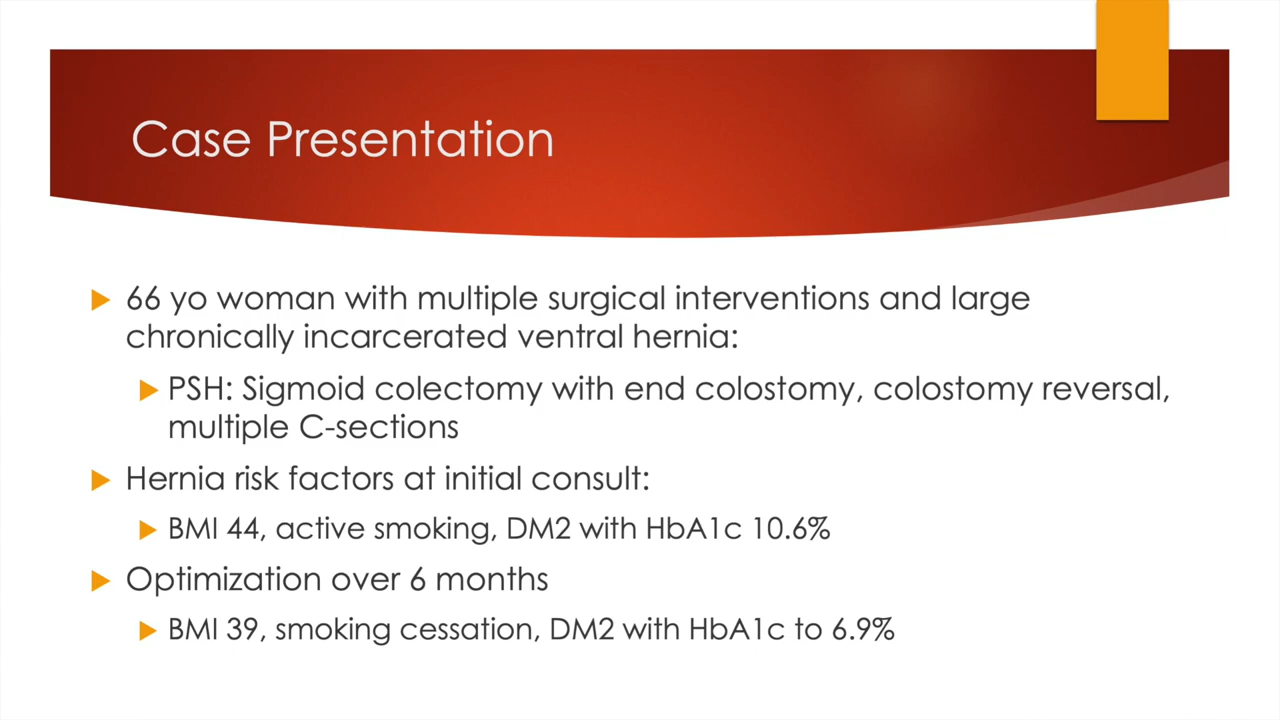 Case Presentation
66 yo woman with multiple surgical interventions and large
chronically incarcerated ventral hernia:
PSH: Sigmoid colectomy with end colostomy, colostomy reversal,
multiple C-sections
Hernia risk factors at initial consult:
BMI 44, active smoking, DM2 with HbA1c 10.6%
Optimization over 6 months
BMI 39, smoking cessation, DM2 with HbA1c to 6.9%